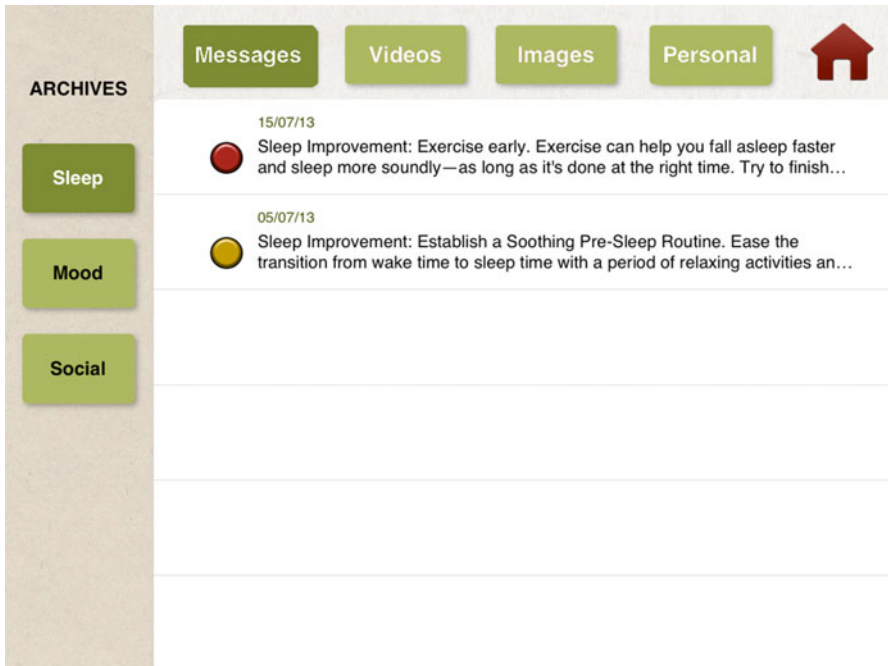 Messages
Videos
Images
Personal
ARCHIVES
Sleep
Mood
Social
15/07/13
Sleep Improvement: Exercise early. Exercise can help you fall asleep faster
and sleep more soundly—as long as it's done at the right time. Try to finish…
05/07/13
Sleep Improvement: Establish a Soothing Pre-Sleep Routine. Ease the
transition from wake time to sleep time with a period of relaxing activities an…